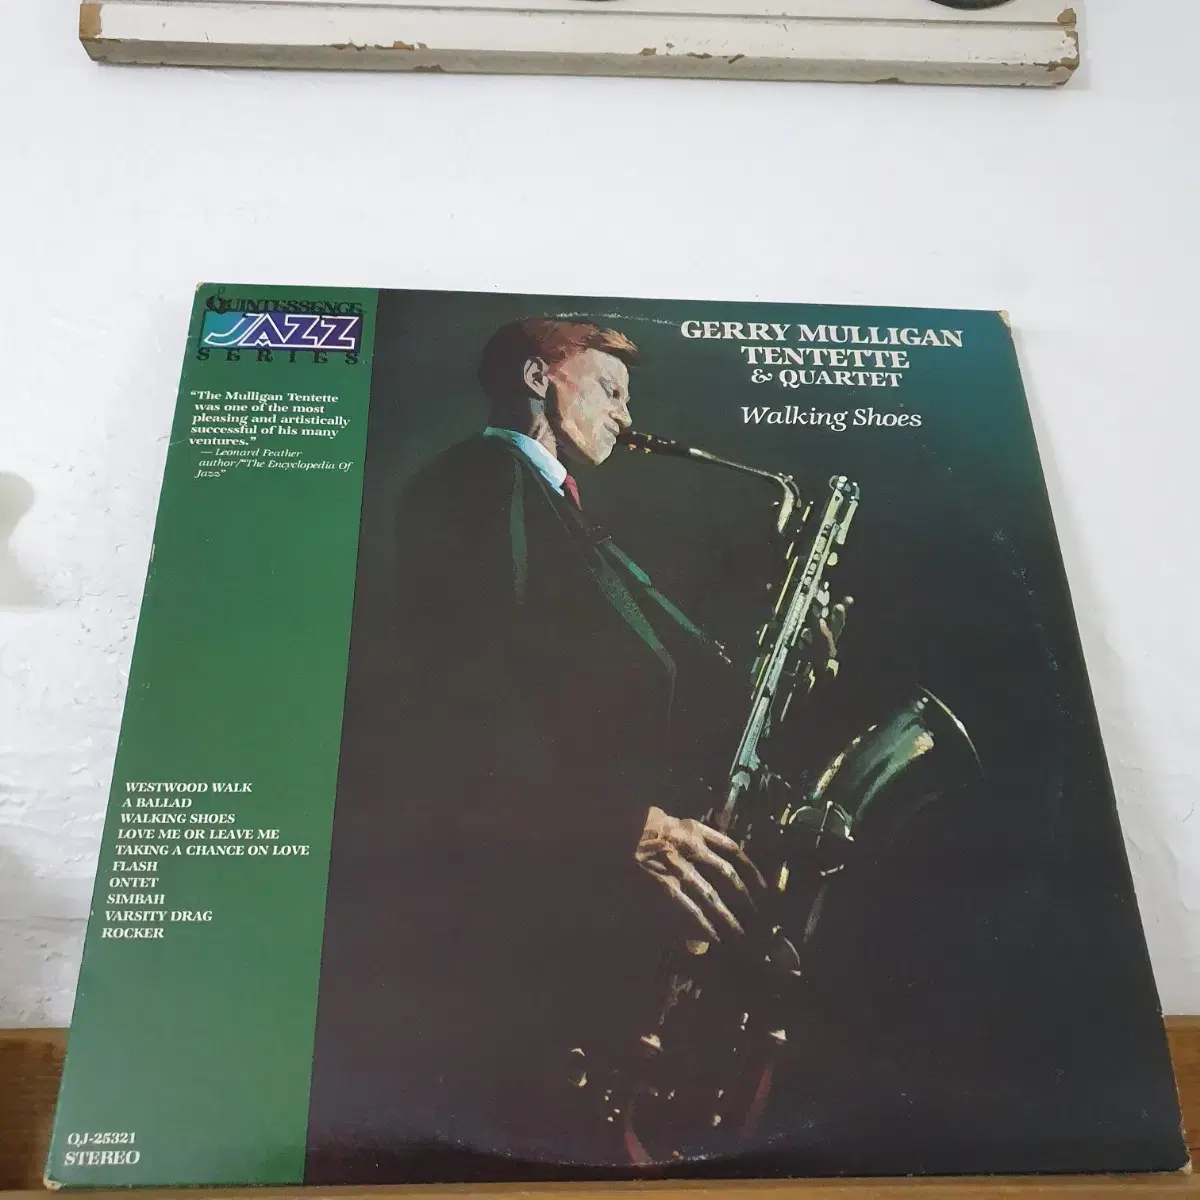 QUINTESSENCE
JAZZ
SERIES
"The Mulligan Tentette
was one of the most
pleasing and artistically
successful of his many
ventures."
— Leonard Feather
author/"The Encyclopedia Of
Jazz"
GERRY MULLIGAN
TENTETTE
& QUARTET
Walking Shoes
WESTWOOD WALK
A BALLAD
WALKING SHOES
LOVE ME OR LEAVE ME
TAKING A CHANCE ON LOVE
FLASH
ONTET
SIMBAH
VARSITY DRAG
ROCKER
QJ-25321
STEREO